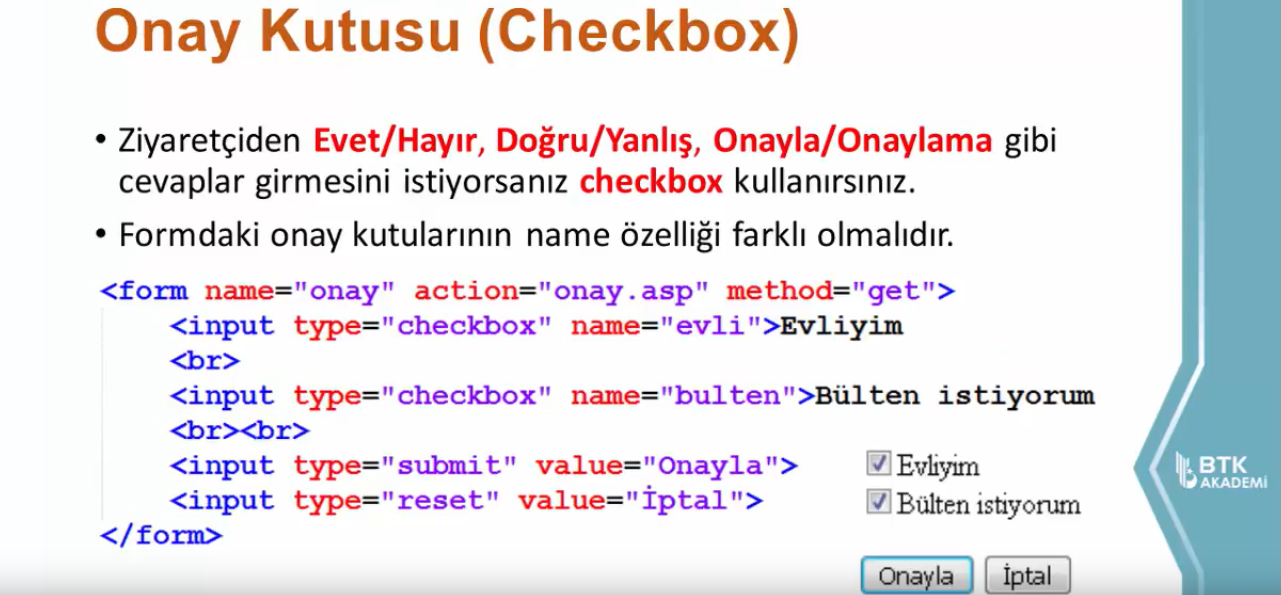 Onay Kutusu (Checkbox)
• Ziyaretçiden Evet/Hayır, Doğru/Yanlış, Onayla/Onaylama gibi
cevaplar girmesini istiyorsanız checkbox kullanırsınız.
• Formdaki onay kutularının name özelliği farklı olmalıdır.
<form name="onay" action="onay.asp" method="get">
<input type="checkbox" name="evli">Evliyim
<br>
<input type="checkbox" name="bulten">Bülten istiyorum
<br><br>
<input type="submit" value="Onayla">
<input type="reset" value="İptal">
</form>
Evliyim
Bülten istiyorum
Onayla İptal
BTK
AKADEMİ